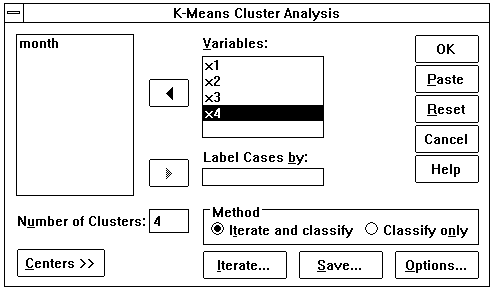 K-Means Cluster Analysis
month
Variables:
x1
x2
x3
x4
Label Cases by:
OK
Paste
Reset
Cancel
Help
Number of Clusters: 4
Method
Iterate and classify
Classify only
Centers >>
Iterate...
Save...
Options...